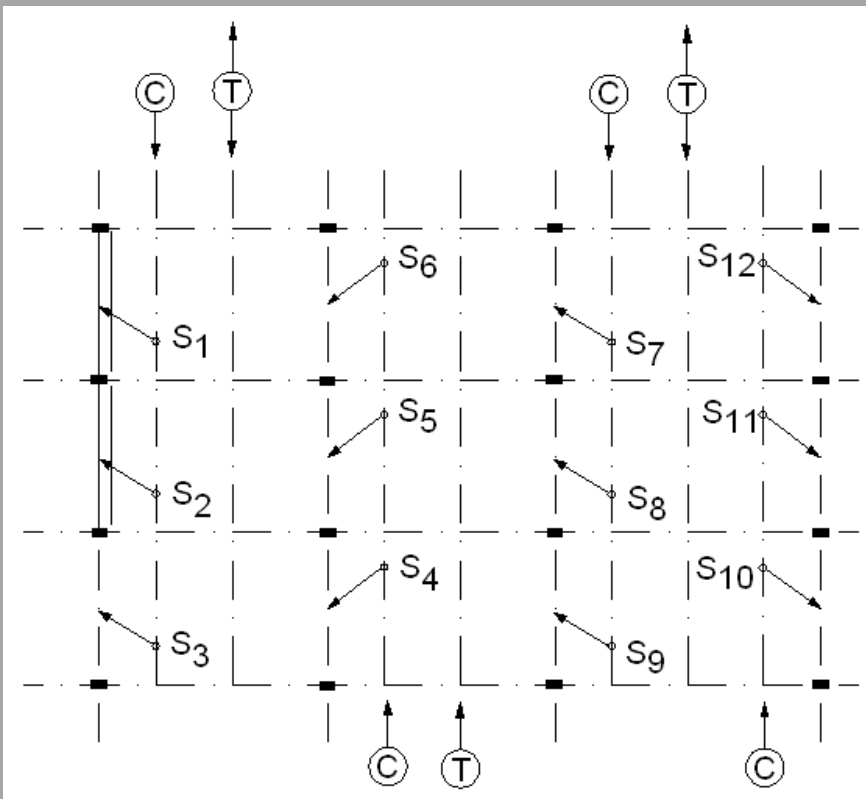 C T C T
S6 S12
S1 S7
S5 S11
S2 S8
S4 S10
S3 S9
C T C